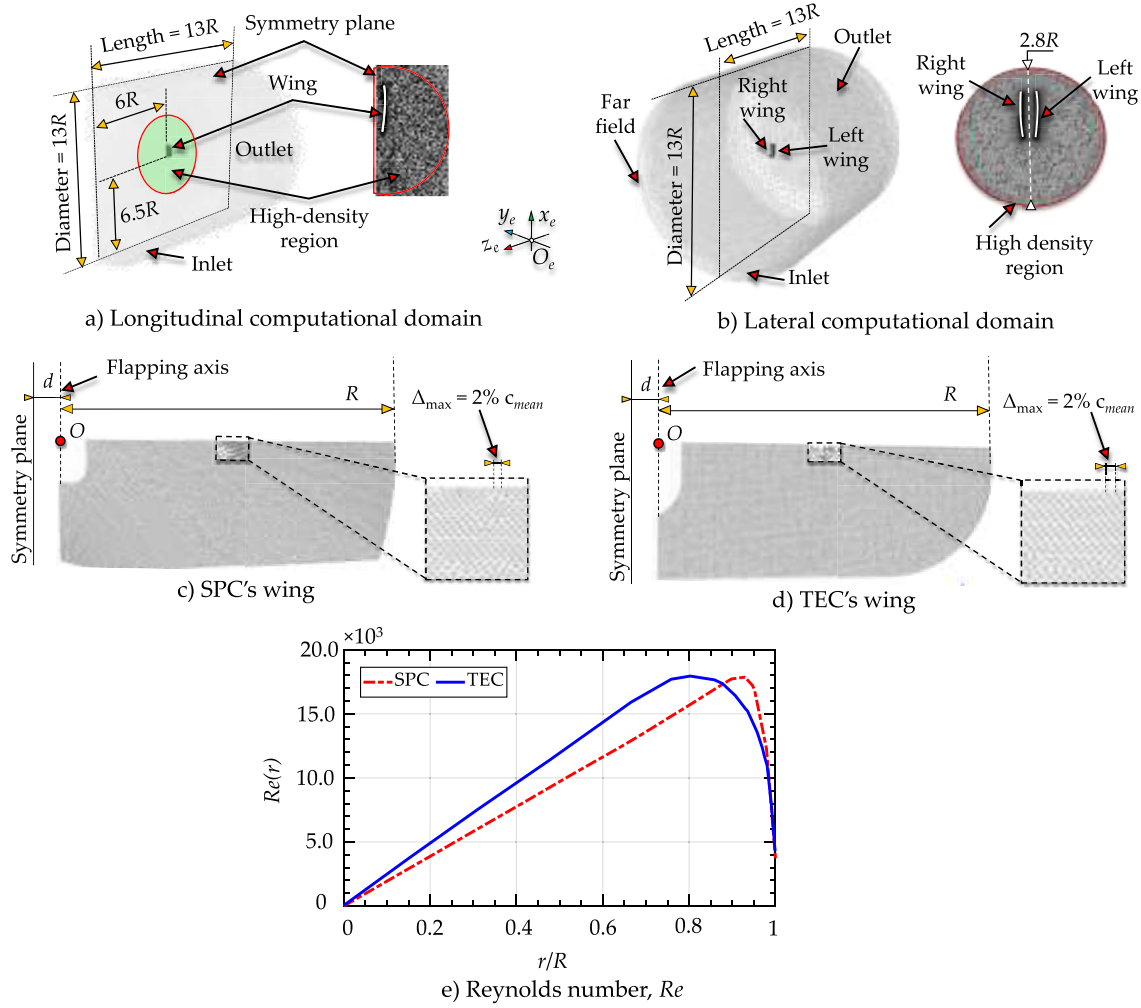 Length = 13R
Symmetry plane
6R
Wing
Diameter = 13R
Outlet
6.5R
High-density
region
Inlet
x_e
y_e
z_e
O_e
a) Longitudinal computational domain
Length = 13R
Outlet
Far
field
Right
wing
Left
wing
Diameter = 13R
Inlet
2.8R
Right
wing
Left
wing
High density
region
b) Lateral computational domain
Flapping axis
d
R
Δmax = 2% cmean
O
Symmetry plane
c) SPC's wing
Flapping axis
d
R
Δmax = 2% cmean
O
Symmetry plane
d) TEC's wing
×10³
20.0
15.0
10.0
5.0
0
SPC
TEC
Re(r)
0 0.2 0.4 0.6 0.8 1
r/R
e) Reynolds number, Re